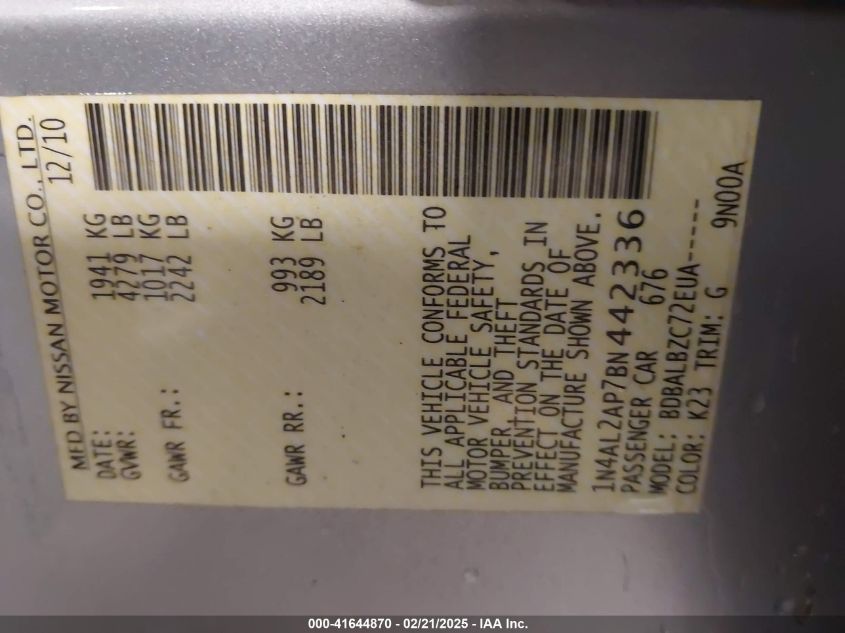 MFD BY NISSAN MOTOR CO., LTD.
DATE: 12/10
GVWR: 1941 KG
4279 LB
GAWR FR.: 1017 KG
2242 LB
GAWR RR.: 993 KG
2189 LB
THIS VEHICLE CONFORMS TO
ALL APPLICABLE FEDERAL
MOTOR VEHICLE SAFETY,
BUMPER, AND THEFT
PREVENTION STANDARDS IN
EFFECT ON THE DATE OF
MANUFACTURE SHOWN ABOVE.
1N4AL2AP7BN442336
PASSENGER CAR 676
MODEL: BDBALBZC72EUA-----
COLOR: K23 TRIM: G 9N00A
000-41644870 - 02/21/2025 - IAA Inc.